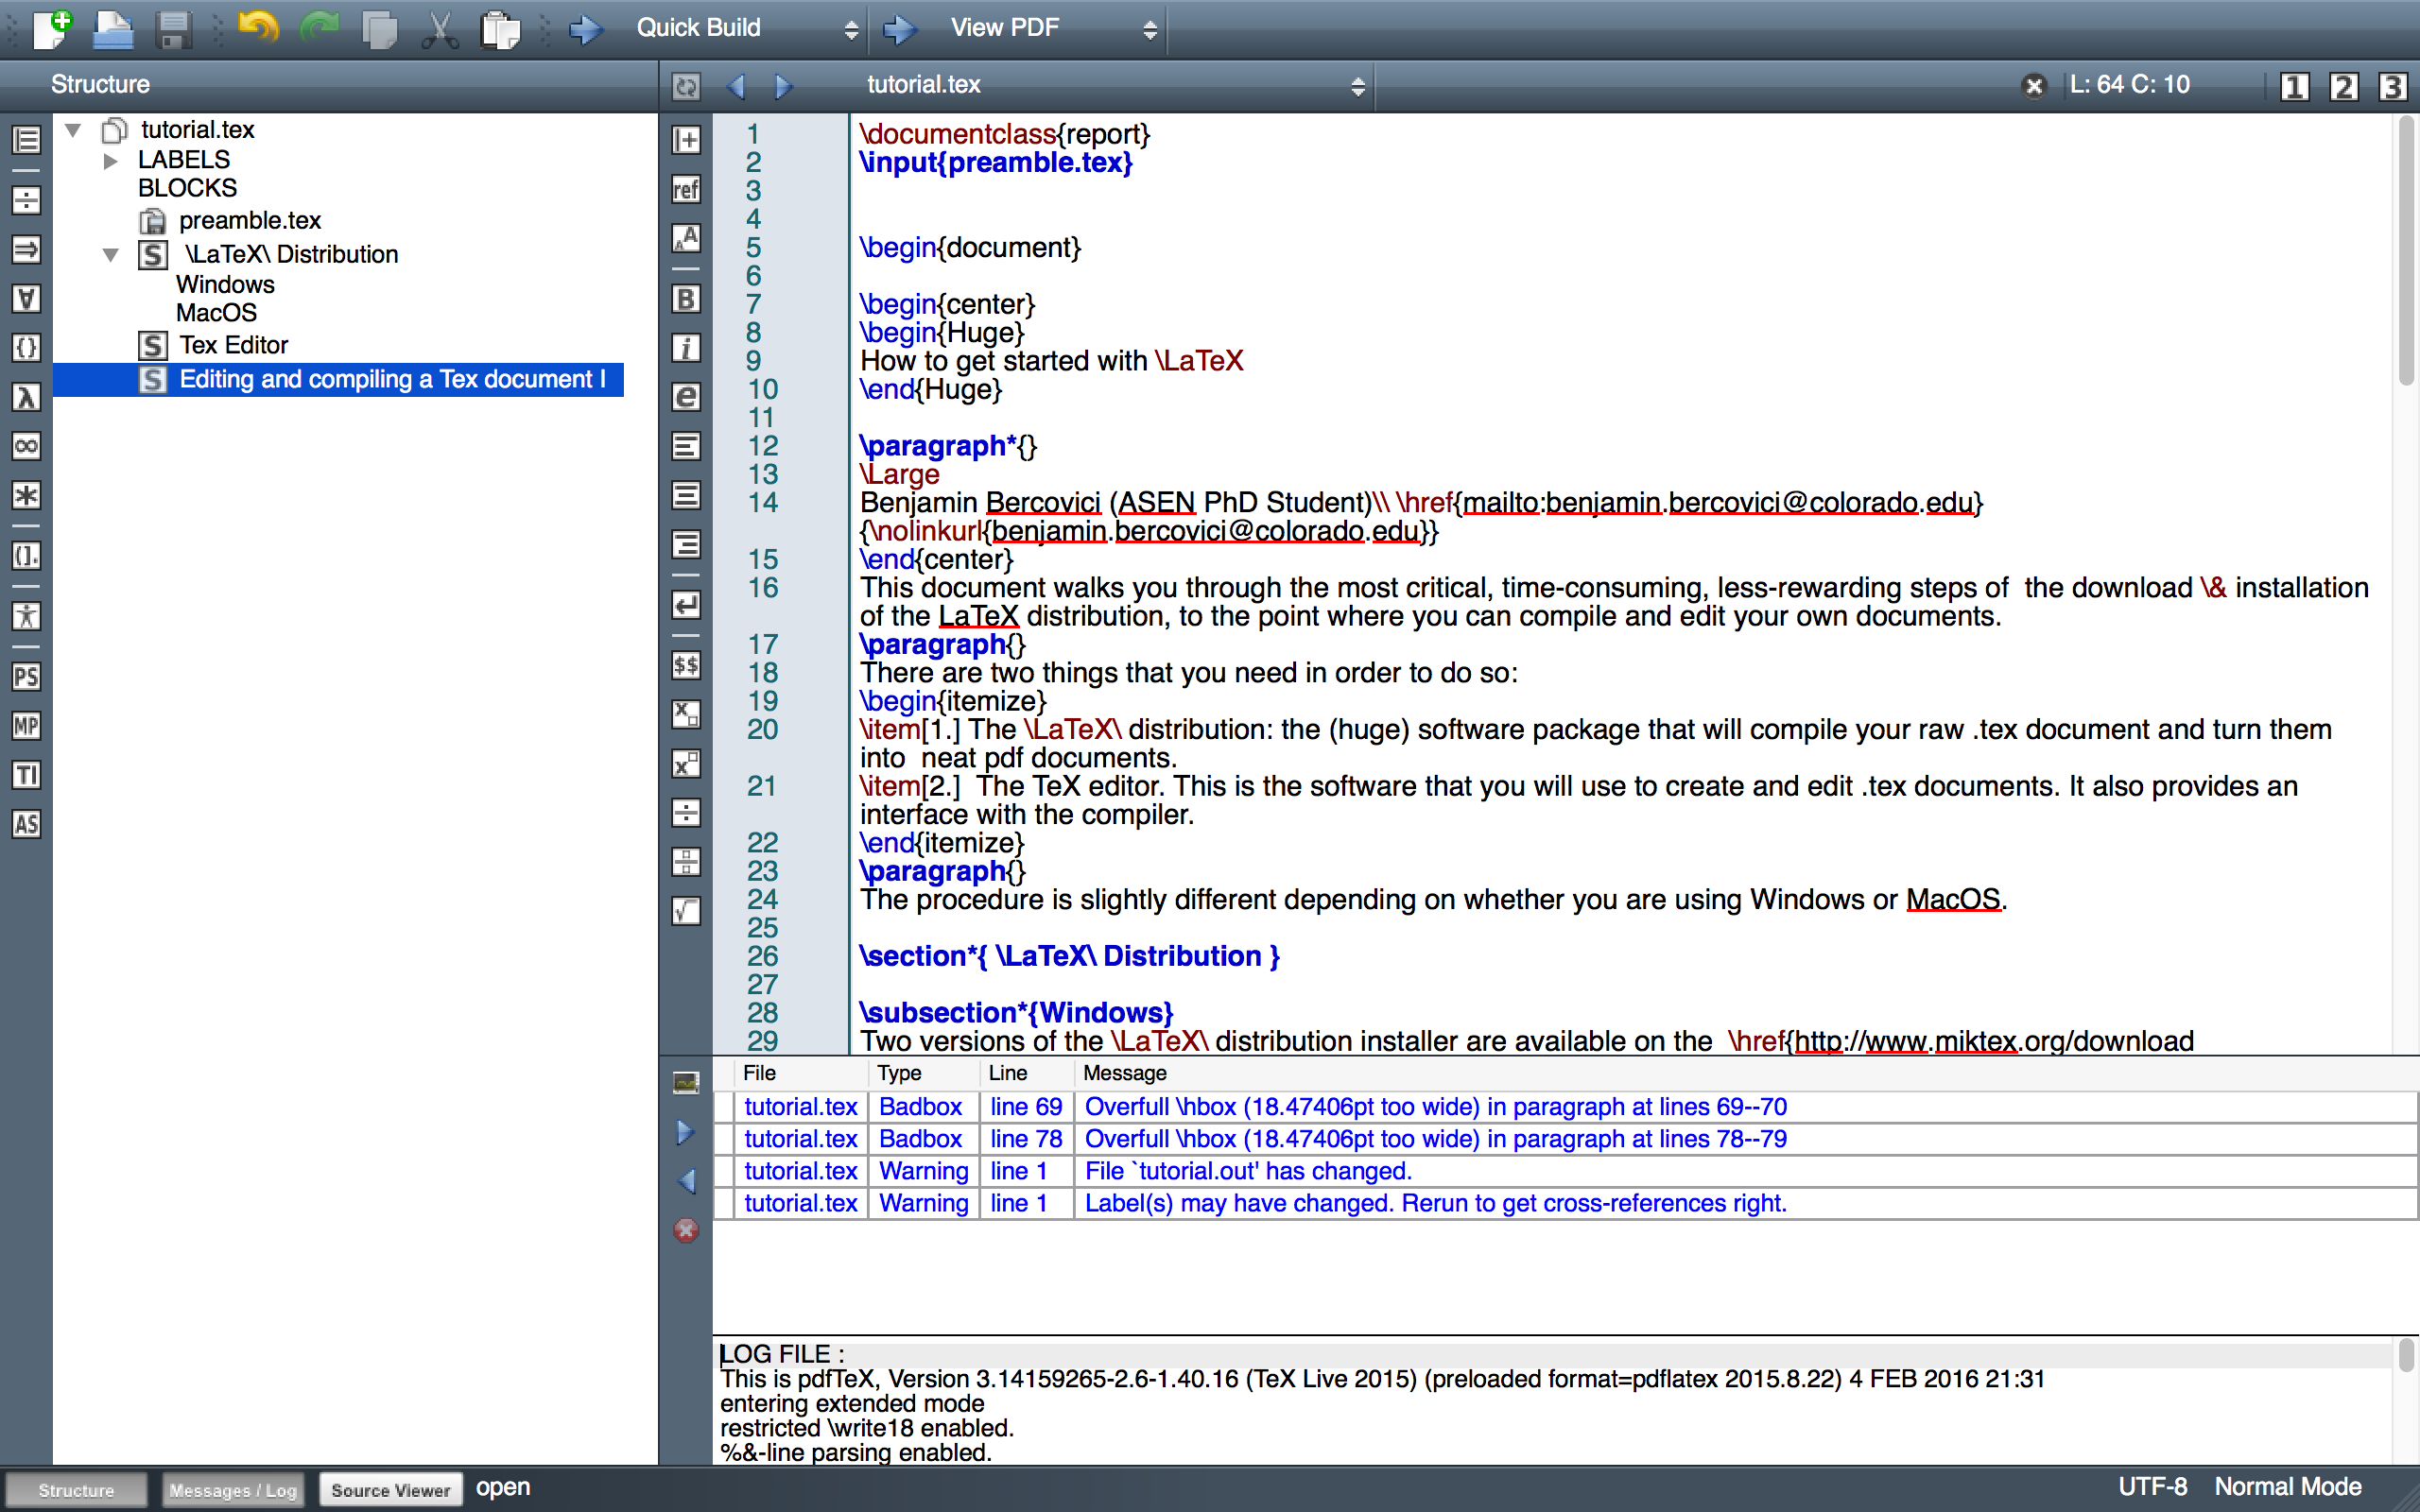 Quick Build
View PDF
Structure
tutorial.tex
L: 64 C: 10
1 2 3
tutorial.tex
LABELS
BLOCKS
preamble.tex
S \LaTeX\ Distribution
Windows
MacOS
S Tex Editor
S Editing and compiling a Tex document I
ref
AA
B
i
e
$$
PS
MP
TI
AS
1 \documentclass{report}
2 \input{preamble.tex}
3
4
5 \begin{document}
6
7 \begin{center}
8 \begin{Huge}
9 How to get started with \LaTeX
10 \end{Huge}
11
12 \paragraph*{}
13 \Large
14 Benjamin Bercovici (ASEN PhD Student)\\ \href{mailto:benjamin.bercovici@colorado.edu}
{\nolinkurl{benjamin.bercovici@colorado.edu}}
15 \end{center}
16 This document walks you through the most critical, time-consuming, less-rewarding steps of  the download \& installation
of the LaTeX distribution, to the point where you can compile and edit your own documents.
17 \paragraph{}
18 There are two things that you need in order to do so:
19 \begin{itemize}
20 \item[1.] The \LaTeX\ distribution: the (huge) software package that will compile your raw .tex document and turn them
into  neat pdf documents.
21 \item[2.]  The TeX editor. This is the software that you will use to create and edit .tex documents. It also provides an
interface with the compiler.
22 \end{itemize}
23 \paragraph{}
24 The procedure is slightly different depending on whether you are using Windows or MacOS.
25
26 \section*{ \LaTeX\ Distribution }
27
28 \subsection*{Windows}
29 Two versions of the \LaTeX\ distribution installer are available on the  \href{http://www.miktex.org/download
File Type Line Message
tutorial.tex Badbox line 69 Overfull \hbox (18.47406pt too wide) in paragraph at lines 69--70
tutorial.tex Badbox line 78 Overfull \hbox (18.47406pt too wide) in paragraph at lines 78--79
tutorial.tex Warning line 1 File `tutorial.out' has changed.
tutorial.tex Warning line 1 Label(s) may have changed. Rerun to get cross-references right.
LOG FILE :
This is pdfTeX, Version 3.14159265-2.6-1.40.16 (TeX Live 2015) (preloaded format=pdflatex 2015.8.22) 4 FEB 2016 21:31
entering extended mode
restricted \write18 enabled.
%&-line parsing enabled.
Structure
Messages / Log
Source Viewer
open
UTF-8
Normal Mode